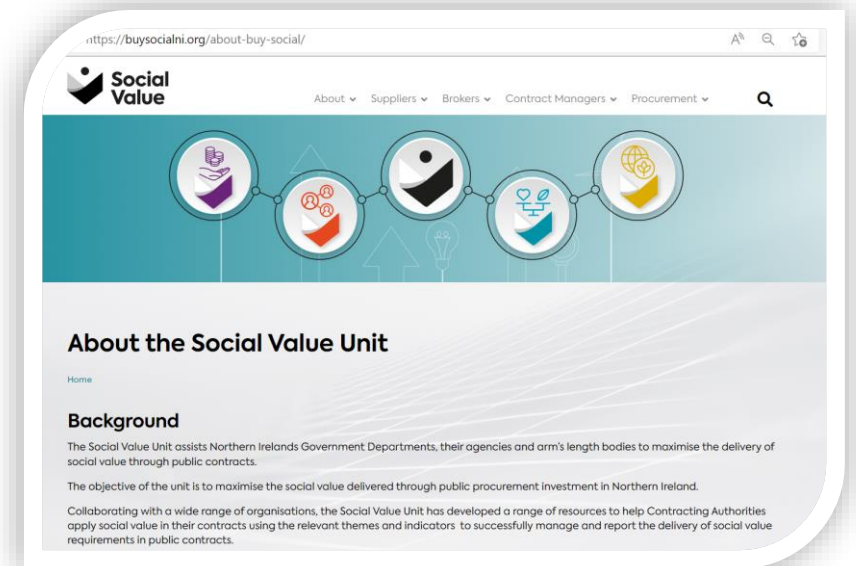 https://buysocialni.org/about-buy-social/
Social
Value
About Suppliers Brokers Contract Managers Procurement
About the Social Value Unit
Home
Background
The Social Value Unit assists Northern Irelands Government Departments, their agencies and arm's length bodies to maximise the delivery of
social value through public contracts.
The objective of the unit is to maximise the social value delivered through public procurement investment in Northern Ireland.
Collaborating with a wide range of organisations, the Social Value Unit has developed a range of resources to help Contracting Authorities
apply social value in their contracts using the relevant themes and indicators to successfully manage and report the delivery of social value
requirements in public contracts.